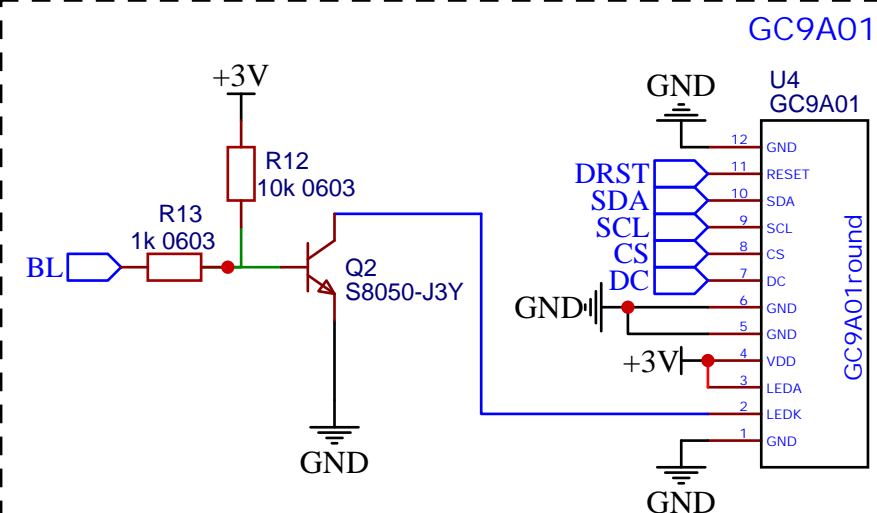 GC9A01
+3V
R12
10k 0603
R13
1k 0603
BL
Q2
S8050-J3Y
GND
GND
U4
GC9A01
DRST
SDA
SCL
CS
DC
GND
+3V
GND
12 GND
11 RESET
10 SDA
9 SCL
8 CS
7 DC
6 GND
5 GND
4 VDD
3 LEDA
2 LEDK
1 GND
GC9A01round